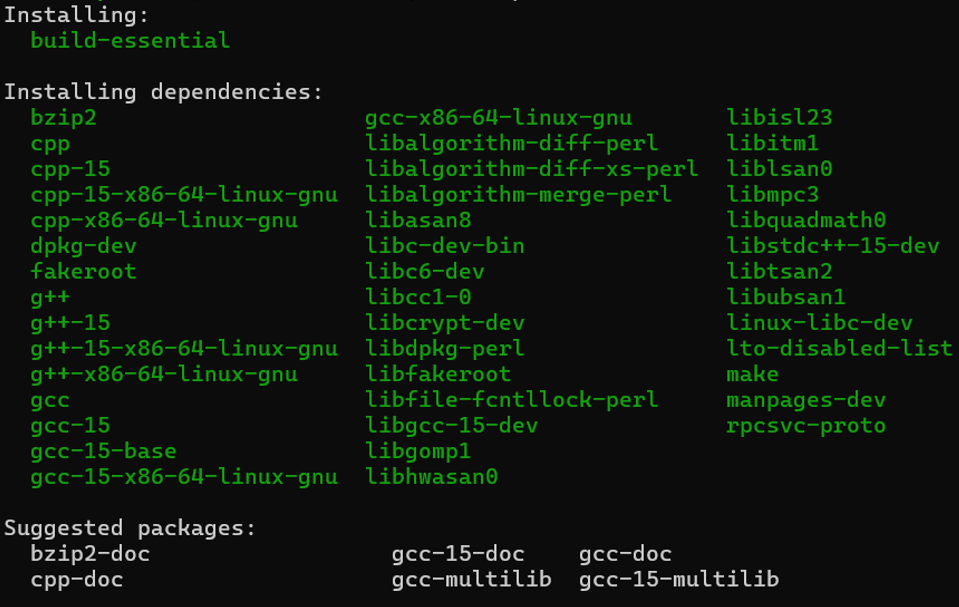 Installing:
build-essential
Installing dependencies:
bzip2 gcc-x86-64-linux-gnu libisl23
cpp libalgorithm-diff-perl libitm1
cpp-15 libalgorithm-diff-xs-perl liblsan0
cpp-15-x86-64-linux-gnu libalgorithm-merge-perl libmpc3
cpp-x86-64-linux-gnu libasan8 libquadmath0
dpkg-dev libc-dev-bin libstdc++-15-dev
fakeroot libc6-dev libtsan2
g++ libcc1-0 libubsan1
g++-15 libcrypt-dev linux-libc-dev
g++-15-x86-64-linux-gnu libdpkg-perl lto-disabled-list
g++-x86-64-linux-gnu libfakeroot make
gcc libfile-fcntllock-perl manpages-dev
gcc-15 libgcc-15-dev rpcsvc-proto
gcc-15-base libgomp1
gcc-15-x86-64-linux-gnu libhwasan0
Suggested packages:
bzip2-doc gcc-15-doc gcc-doc
cpp-doc gcc-multilib gcc-15-multilib